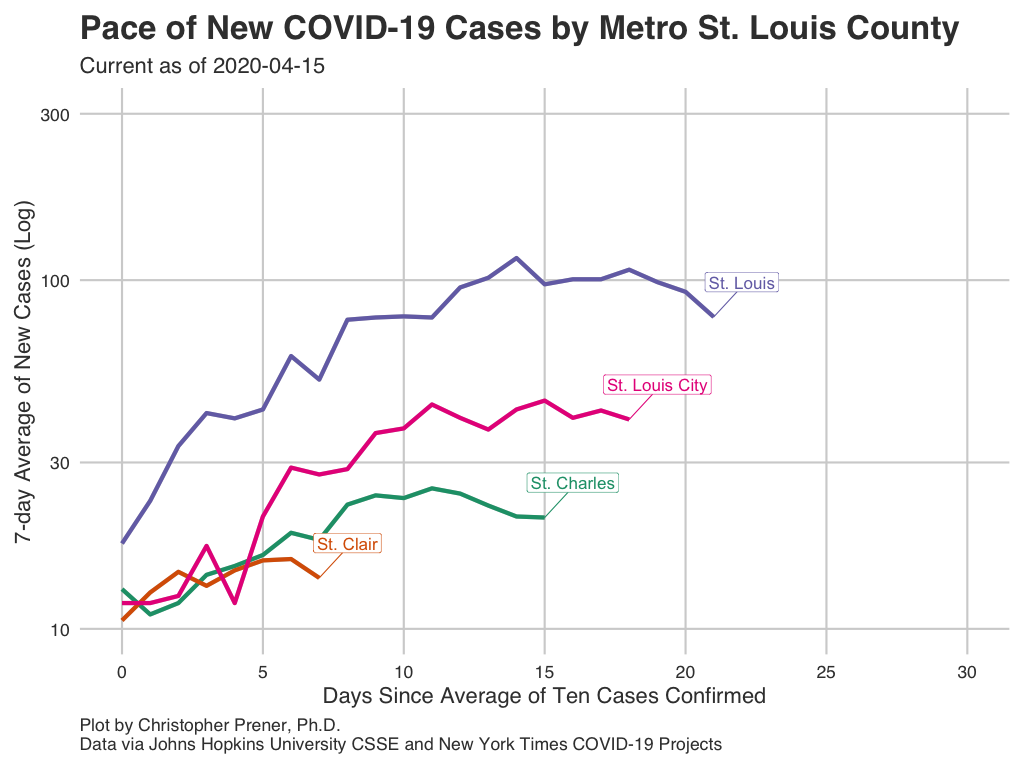 Pace of New COVID-19 Cases by Metro St. Louis County
Current as of 2020-04-15
7-day Average of New Cases (Log)
300
100
30
10
St. Louis
St. Louis City
St. Charles
St. Clair
0 5 10 15 20 25 30
Days Since Average of Ten Cases Confirmed
Plot by Christopher Prener, Ph.D.
Data via Johns Hopkins University CSSE and New York Times COVID-19 Projects